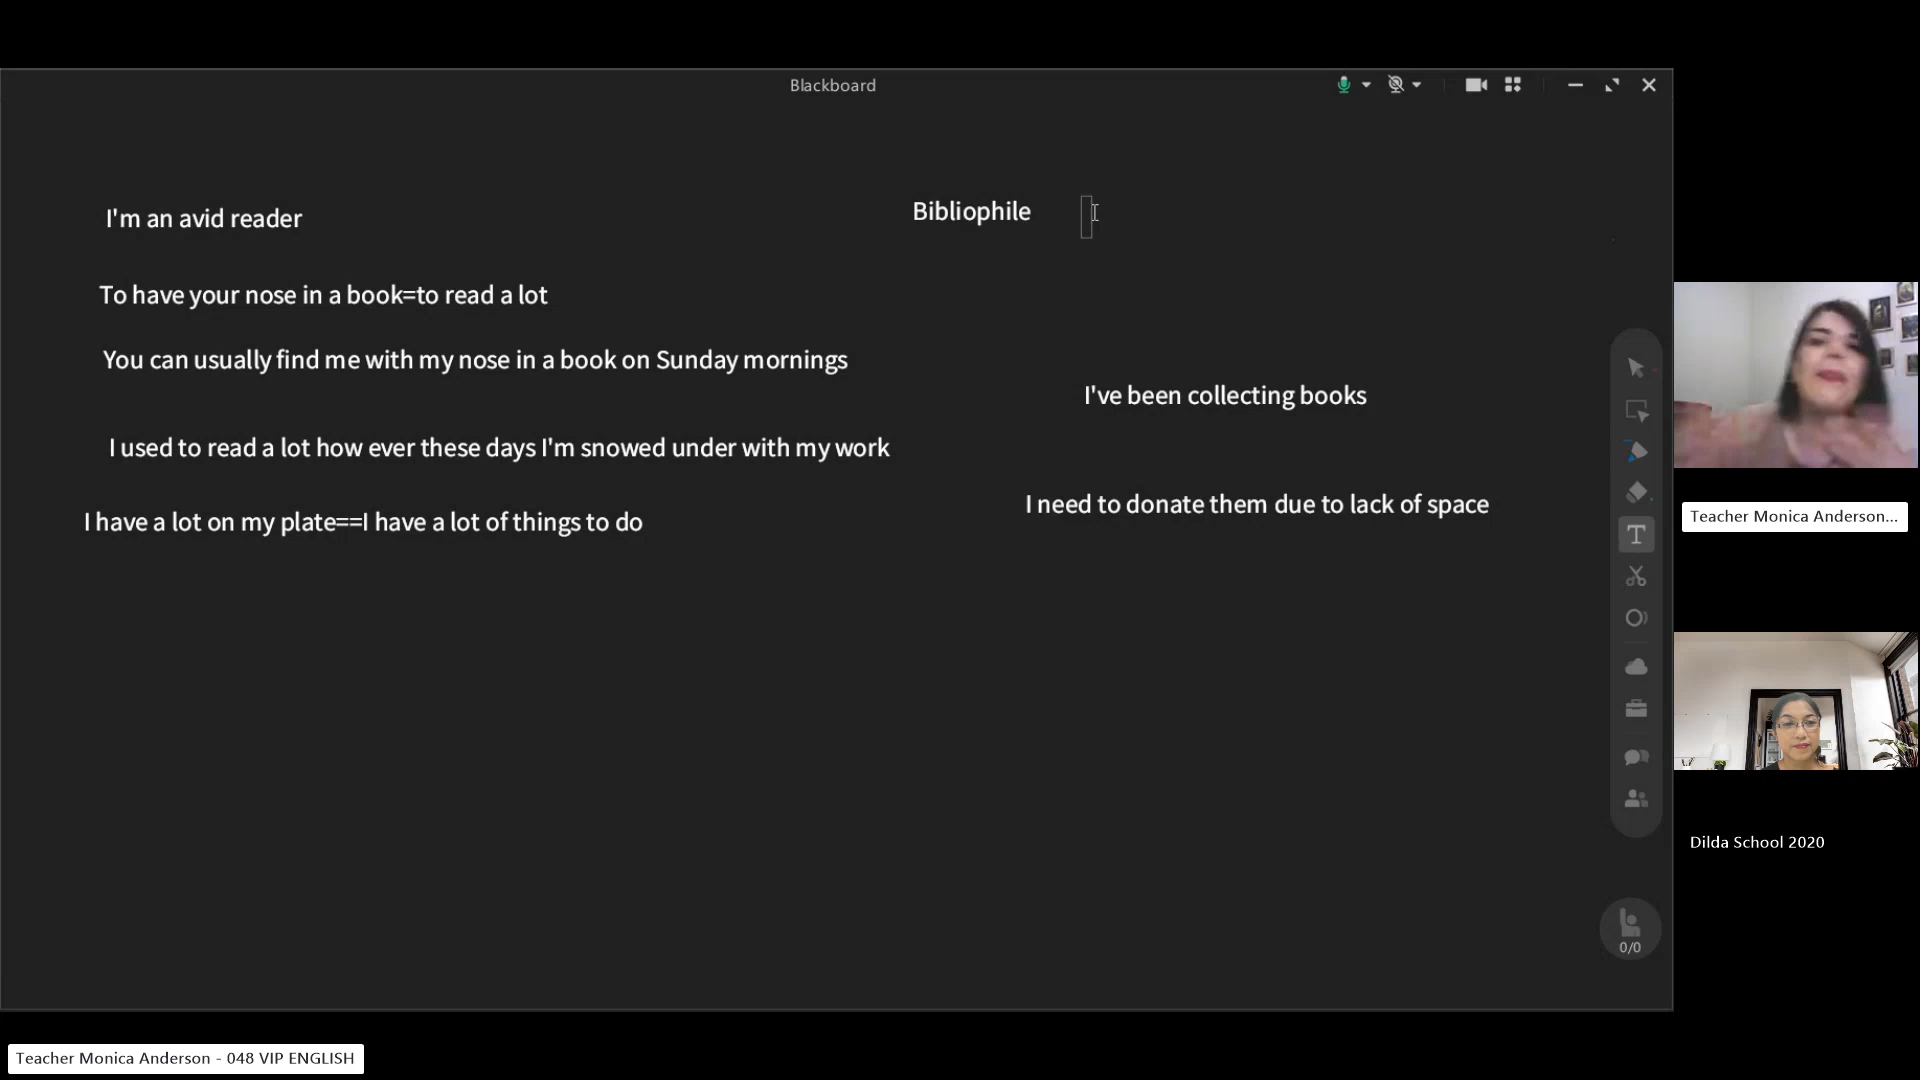 Blackboard
I'm an avid reader
Bibliophile
To have your nose in a book=to read a lot
You can usually find me with my nose in a book on Sunday mornings
I've been collecting books
I used to read a lot how ever these days I'm snowed under with my work
I need to donate them due to lack of space
I have a lot on my plate==I have a lot of things to do
Teacher Monica Anderson...
Dilda School 2020
0/0
Teacher Monica Anderson - 048 VIP ENGLISH